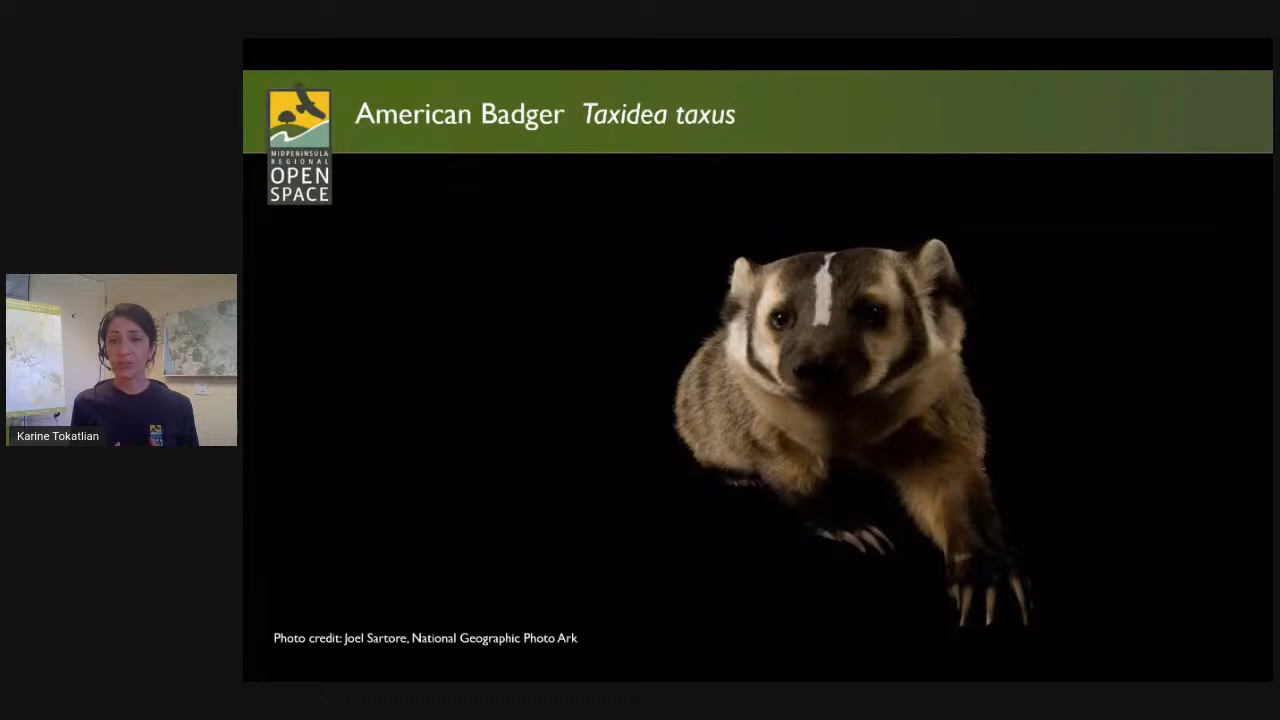 American Badger Taxidea taxus
MIDPENINSULA
REGIONAL
OPEN
SPACE
Karine Tokatlian
Photo credit: Joel Sartore, National Geographic Photo Ark